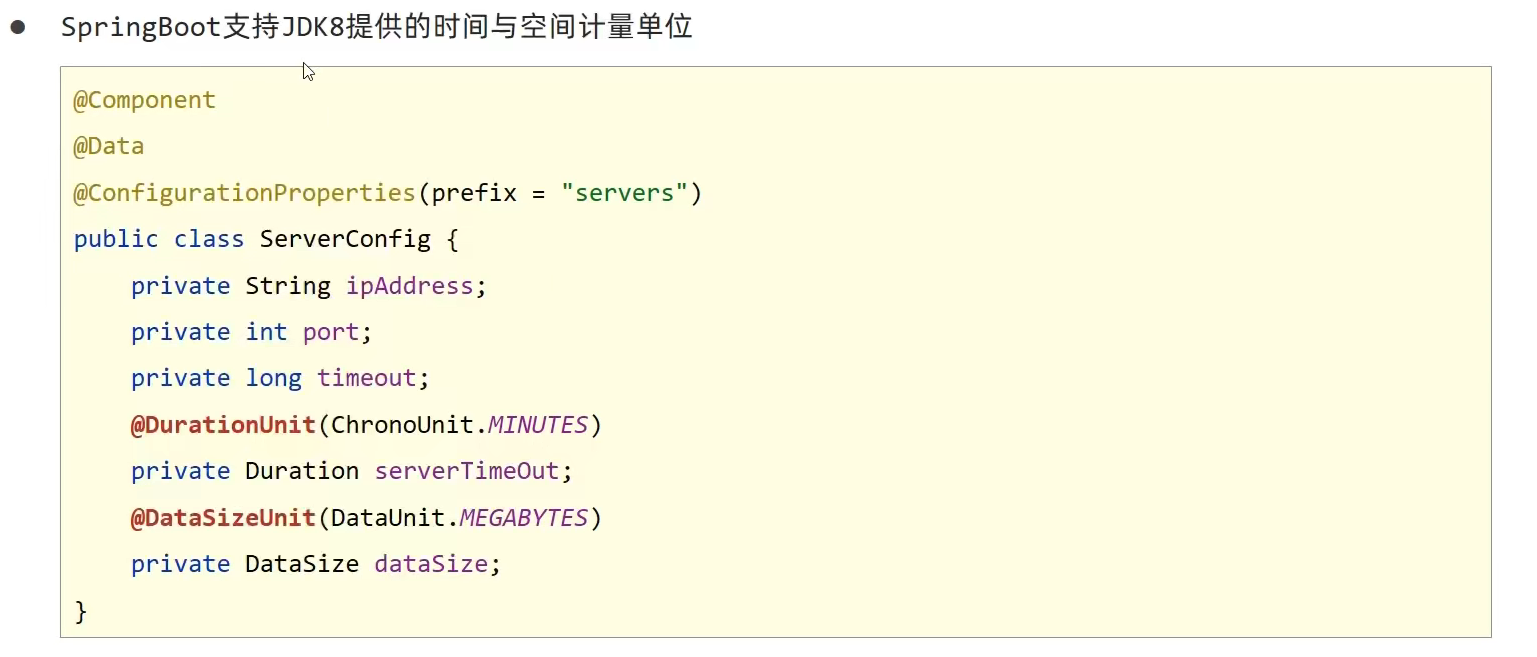 ● SpringBoot支持JDK8提供的时间与空间计量单位
@Component
@Data
@ConfigurationProperties(prefix = "servers")
public class ServerConfig {
    private String ipAddress;
    private int port;
    private long timeout;
    @DurationUnit(ChronoUnit.MINUTES)
    private Duration serverTimeOut;
    @DataSizeUnit(DataUnit.MEGABYTES)
    private DataSize dataSize;
}